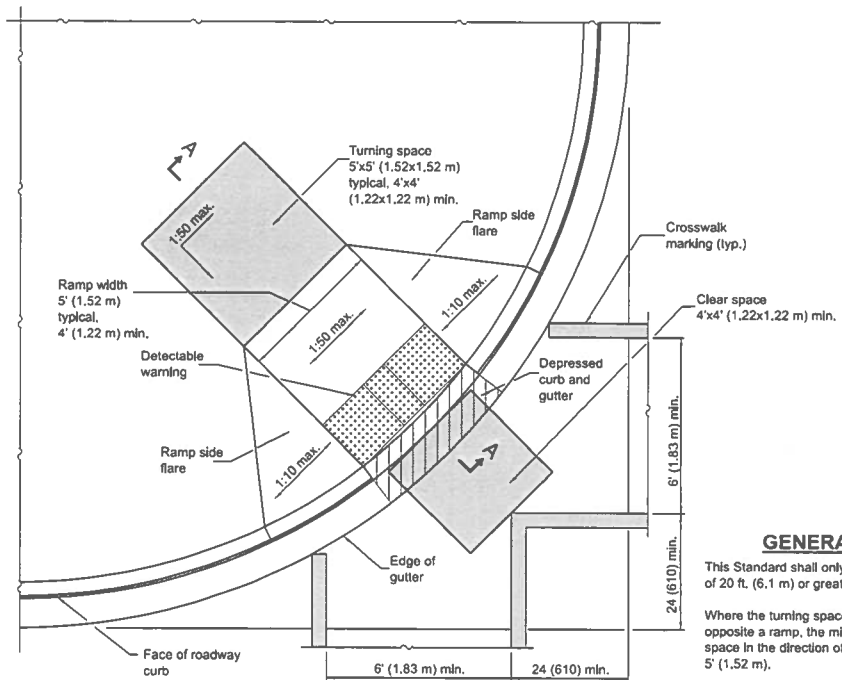 A
Turning space
5'x5' (1.52x1.52 m)
typical, 4'x4'
(1.22x1.22 m) min.
1:50 max.
Ramp side
flare
Crosswalk
marking (typ.)
Ramp width
5' (1.52 m)
typical,
4' (1.22 m) min.
1:10 max.
Clear space
4'x4' (1.22x1.22 m) min.
1:50 max.
Detectable
warning
Depressed
curb and
gutter
Ramp side
flare
1:10 max.
A
6' (1.83 m) min.
Edge of
gutter
24 (610) min.
GENERA
This Standard shall only
of 20 ft. (6.1 m) or great
Where the turning spac
opposite a ramp, the mi
space in the direction of
5' (1.52 m).
Face of roadway
curb
6' (1.83 m) min.
24 (610) min.